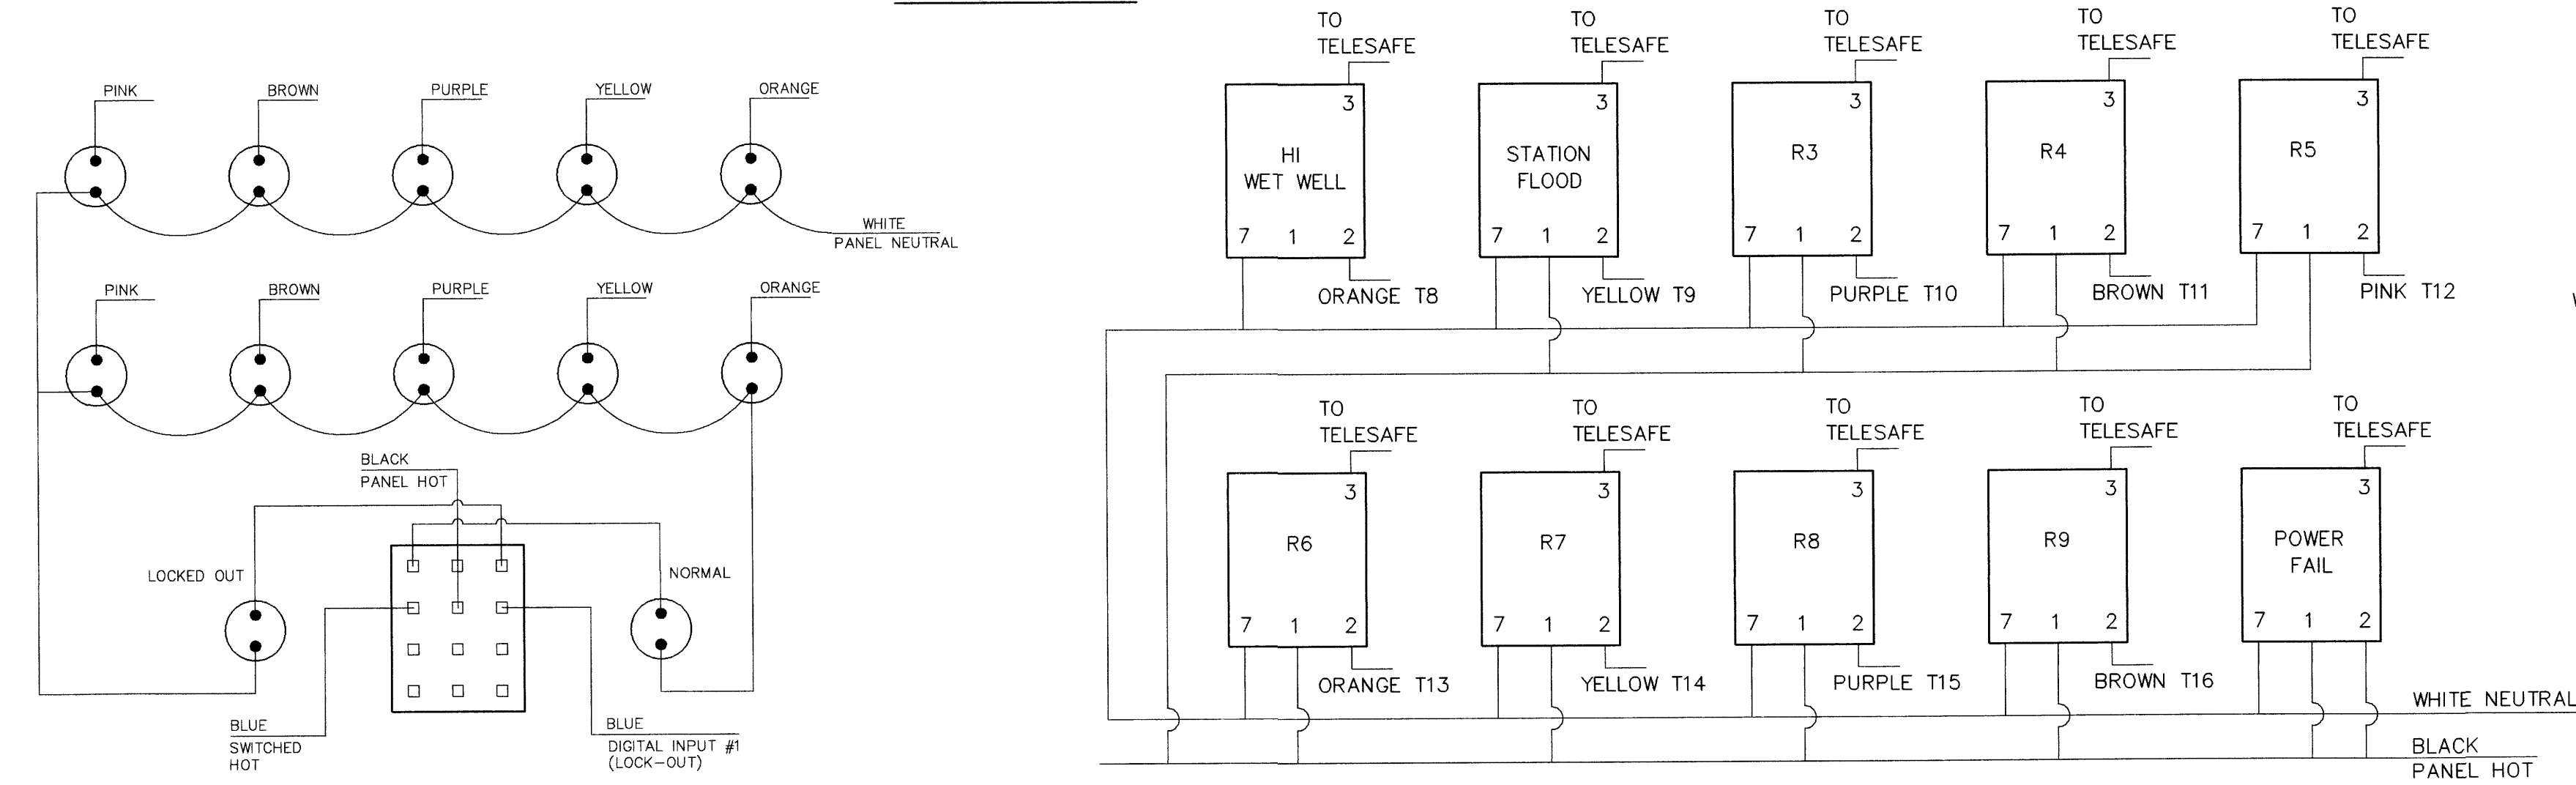 PINK
BROWN
PURPLE
YELLOW
ORANGE
WHITE
PANEL NEUTRAL
PINK
BROWN
PURPLE
YELLOW
ORANGE
BLACK
PANEL HOT
LOCKED OUT
NORMAL
BLUE
SWITCHED
HOT
BLUE
DIGITAL INPUT #1
(LOCK-OUT)
TO
TELESAFE
TO
TELESAFE
TO
TELESAFE
TO
TELESAFE
TO
TELESAFE
3
HI
WET WELL
7 1 2
ORANGE T8
3
STATION
FLOOD
7 1 2
YELLOW T9
3
R3
7 1 2
PURPLE T10
3
R4
7 1 2
BROWN T11
3
R5
7 1 2
PINK T12
TO
TELESAFE
TO
TELESAFE
TO
TELESAFE
TO
TELESAFE
TO
TELESAFE
3
R6
7 1 2
ORANGE T13
3
R7
7 1 2
YELLOW T14
3
R8
7 1 2
PURPLE T15
3
R9
7 1 2
BROWN T16
3
POWER
FAIL
7 1 2
WHITE NEUTRAL
BLACK
PANEL HOT